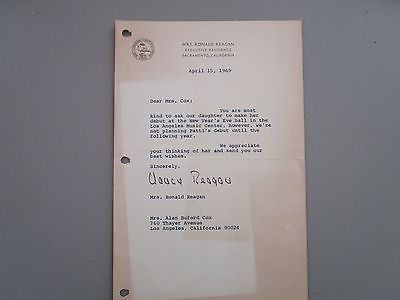 MRS. RONALD REAGAN
EXECUTIVE RESIDENCE
SACRAMENTO, CALIFORNIA
April 15, 1969
Dear Mrs. Cox:
You are most
kind to ask our daughter to make her
debut at the New Year's Eve ball in the
Los Angeles Music Center, however, we're
not planning Patti's debut until the
following year.
We appreciate
your thinking of her and send you our
best wishes.
Sincerely,
Nancy Reagan
Mrs. Ronald Reagan
Mrs. Alan Buford Cox
760 Thayer Avenue
Los Angeles, California 90024